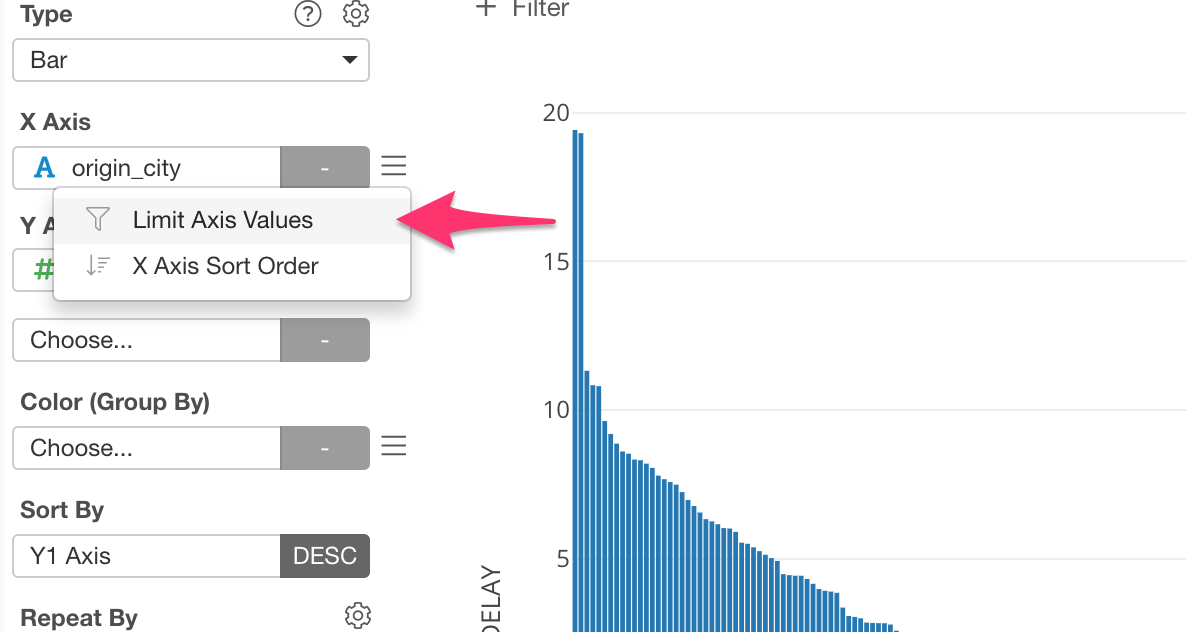 Type
?
Bar
X Axis
A origin_city -
Limit Axis Values
X Axis Sort Order
Y A
#
Choose... -
Color (Group By)
Choose... -
Sort By
Y1 Axis DESC
Repeat By
+ Filter
20
15
10
5
DELAY